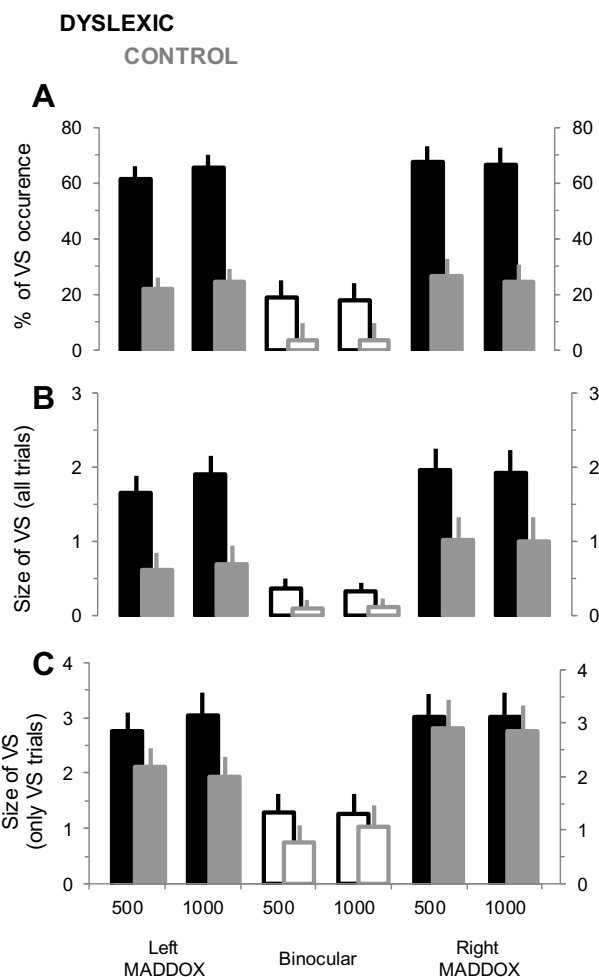 DYSLEXIC
CONTROL
A
% of VS occurence
80
60
40
20
0
80
60
40
20
0
B
Size of VS (all trials)
3
2
1
0
3
2
1
0
C
Size of VS
(only VS trials)
4
3
2
1
0
4
3
2
1
0
500 1000 500 1000 500 1000
Left Binocular Right
MADDOX MADDOX